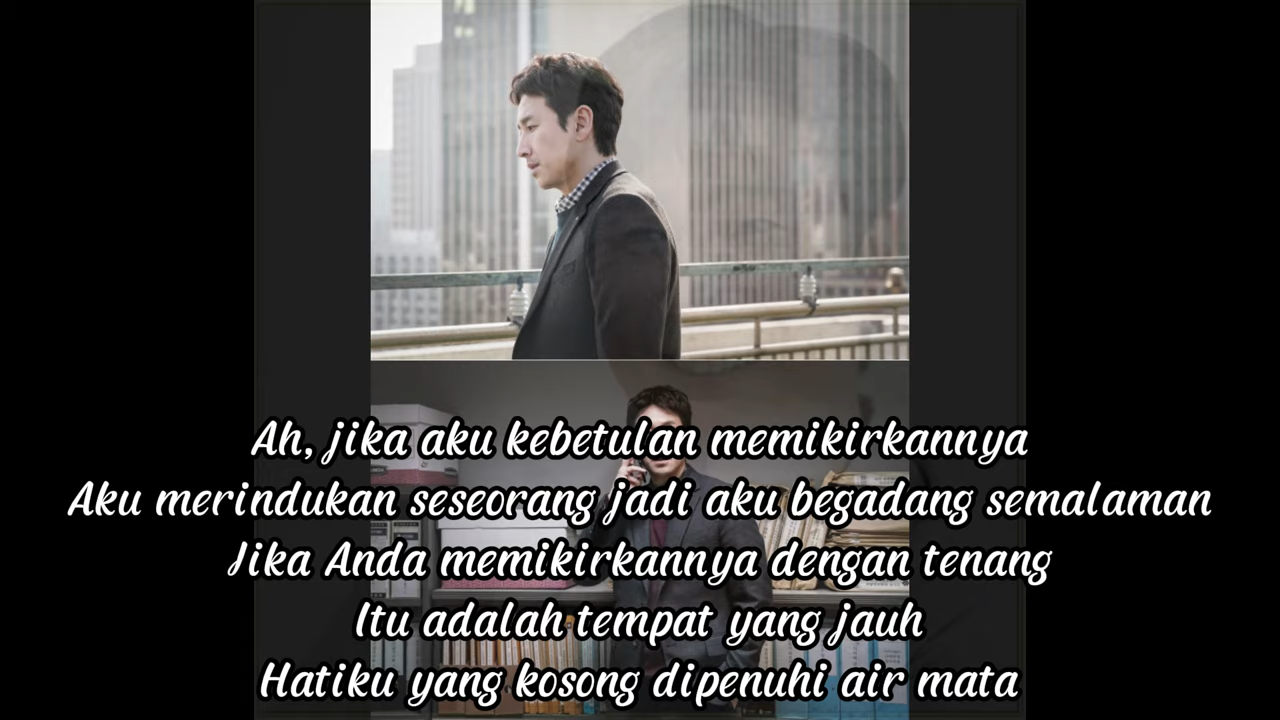 Ah, jika aku kebetulan memikirkannya
Aku merindukan seseorang jadi aku begadang semalaman
Jika Anda memikirkannya dengan tenang
Itu adalah tempat yang jauh
Hatiku yang kosong dipenuhi air mata